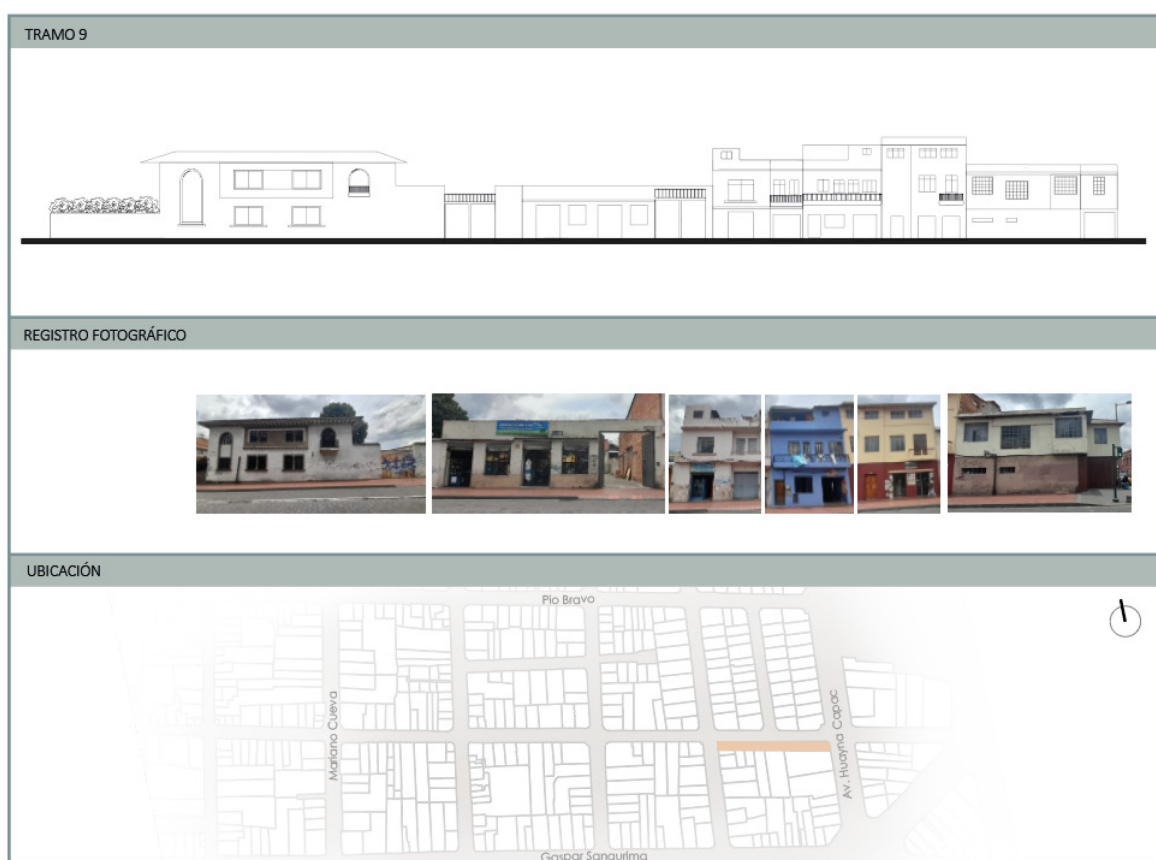 TRAMO 9
REGISTRO FOTOGRÁFICO
UBICACIÓN
Pio Bravo
Mariano Cueva
Av. Huayna Capac
Gaspar Sangurima